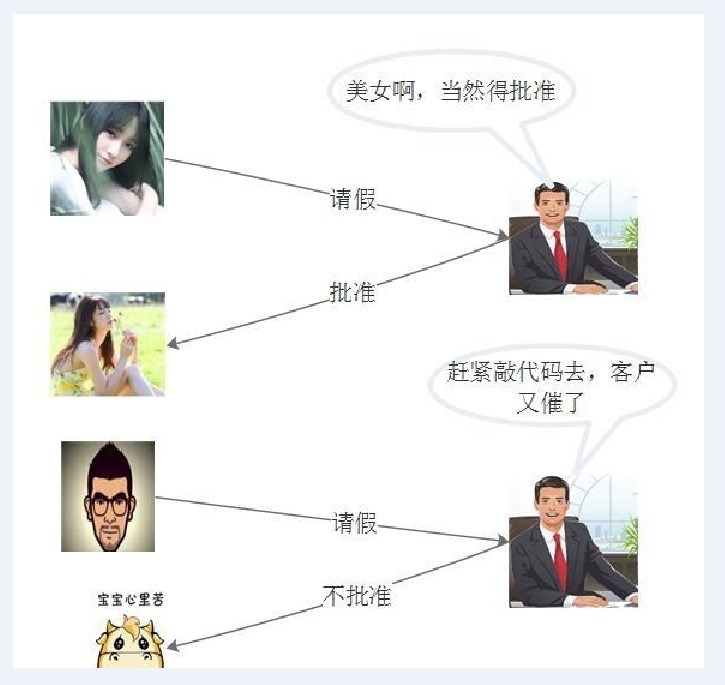 美女啊，当然得批准
请假
批准
赶紧敲代码去，客户
又催了
请假
不批准
宝宝心里苦